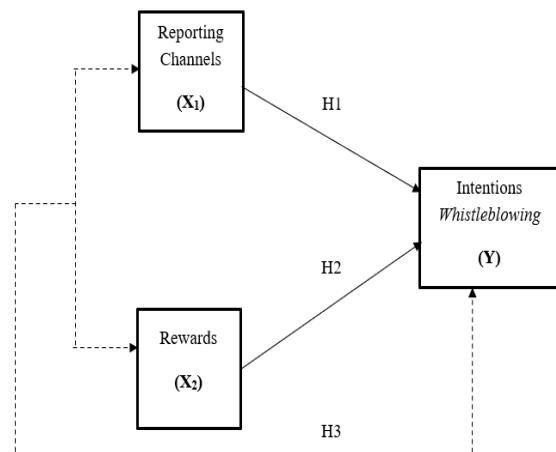 Reporting
Channels
(X₁)
H1
Intentions
Whistleblowing
(Y)
H2
Rewards
(X₂)
H3